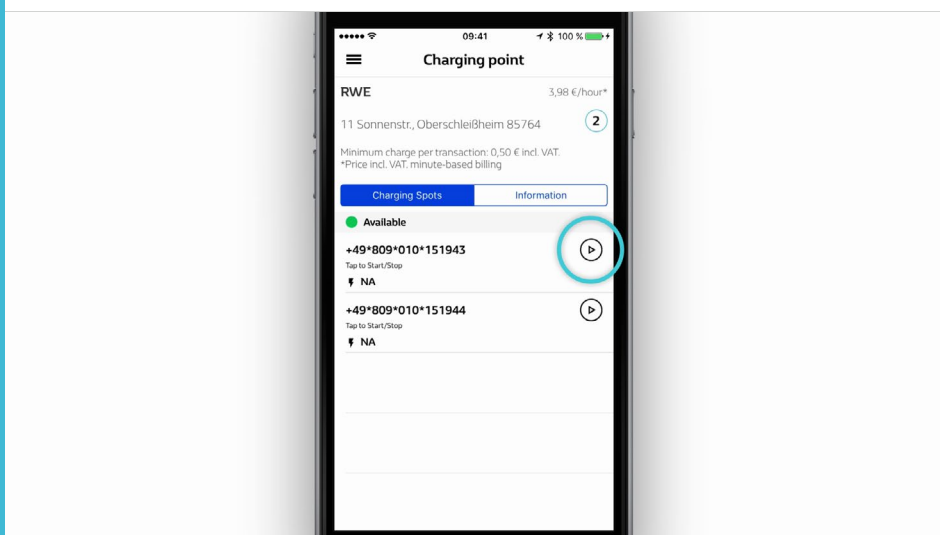 09:41
100 %
Charging point
RWE
3,98 €/hour*
11 Sonnenstr., Oberschleißheim 85764
2
Minimum charge per transaction: 0,50 € incl. VAT.
*Price incl. VAT. minute-based billing
Charging Spots
Information
Available
+49*809*010*151943
Tap to Start/Stop
NA
+49*809*010*151944
Tap to Start/Stop
NA